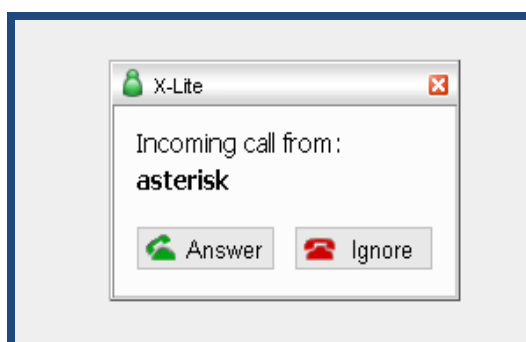 X-Lite
Incoming call from:
asterisk
Answer
Ignore